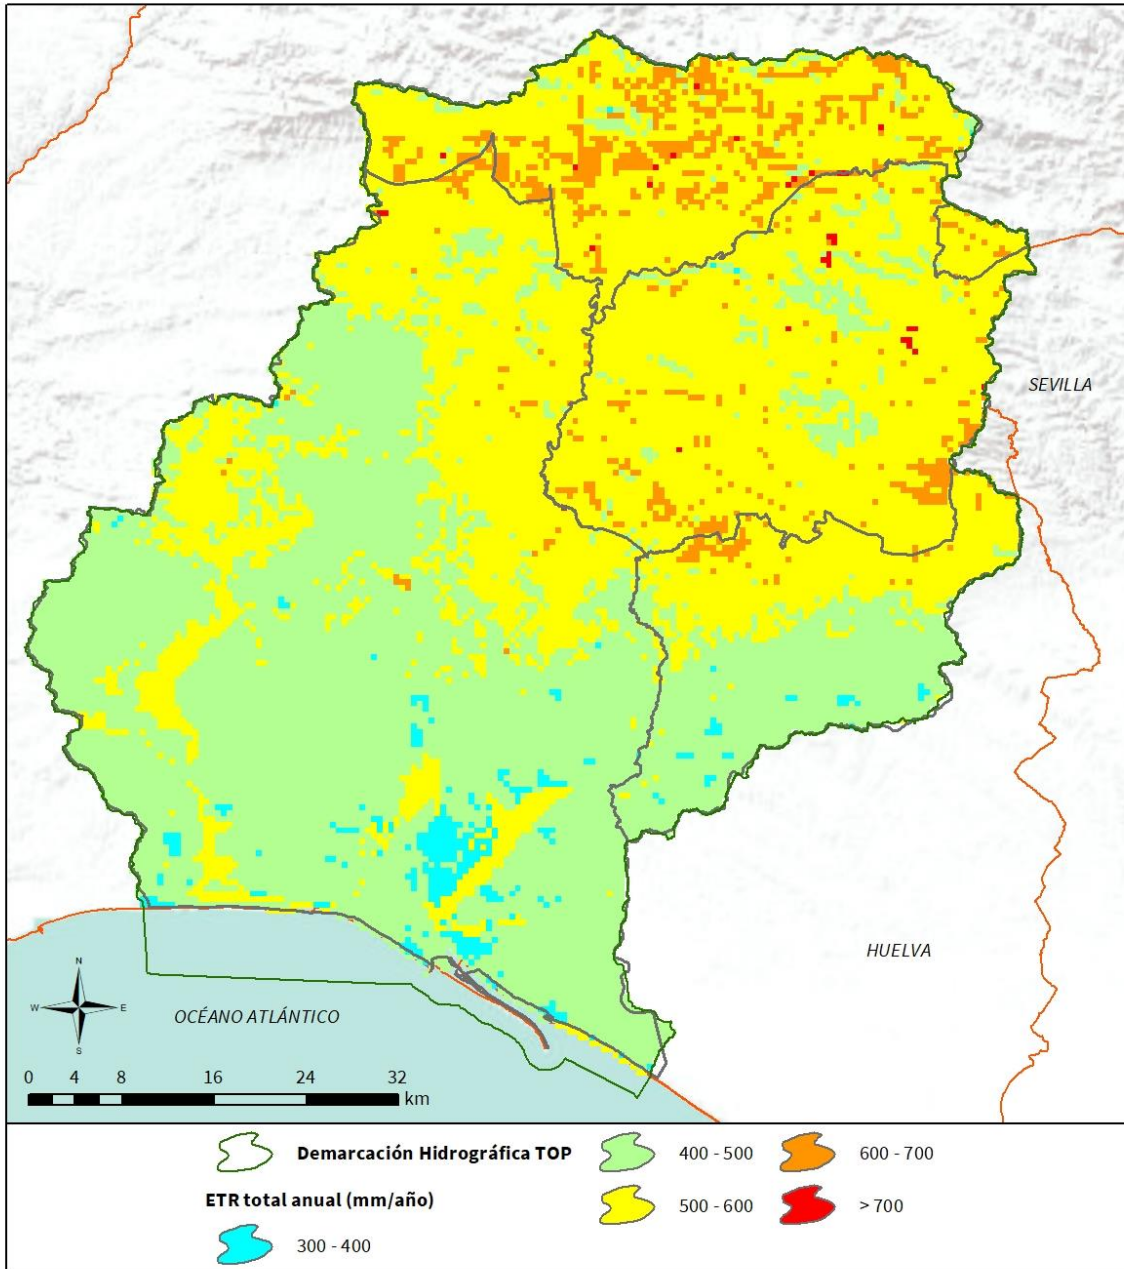 SEVILLA
HUELVA
OCÉANO ATLÁNTICO
N
W E
S
0 4 8 16 24 32
km
Demarcación Hidrográfica TOP
ETR total anual (mm/año)
300 - 400
400 - 500
500 - 600
600 - 700
> 700